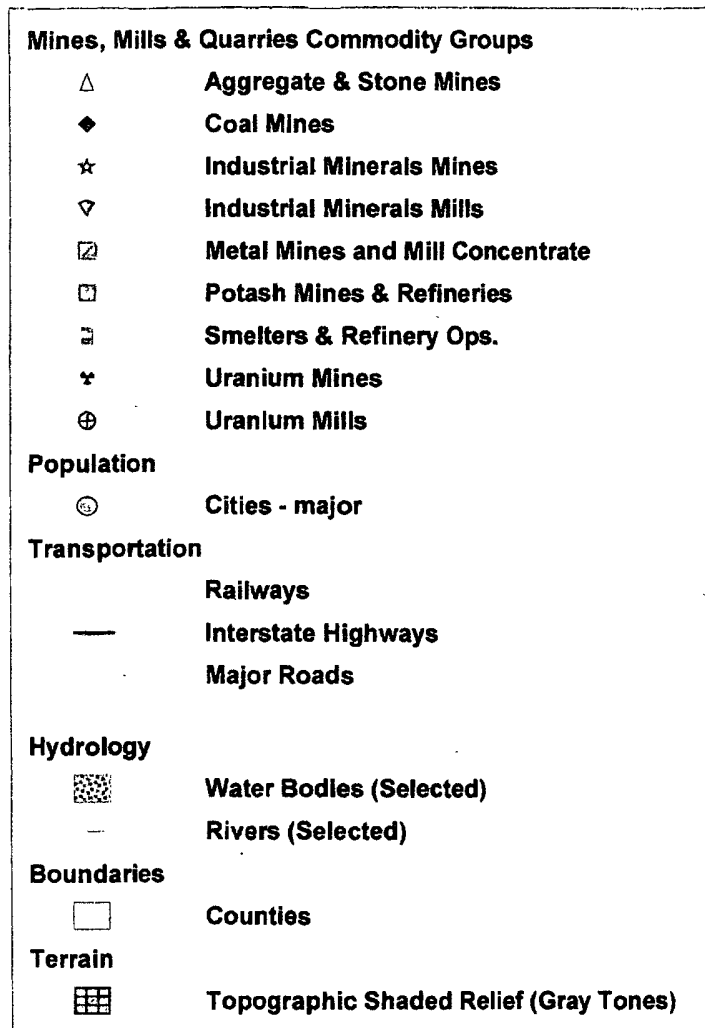 Mines, Mills & Quarries Commodity Groups
Aggregate & Stone Mines
Coal Mines
Industrial Minerals Mines
Industrial Minerals Mills
Metal Mines and Mill Concentrate
Potash Mines & Refineries
Smelters & Refinery Ops.
Uranium Mines
Uranium Mills
Population
Cities - major
Transportation
Railways
Interstate Highways
Major Roads
Hydrology
Water Bodies (Selected)
Rivers (Selected)
Boundaries
Counties
Terrain
Topographic Shaded Relief (Gray Tones)